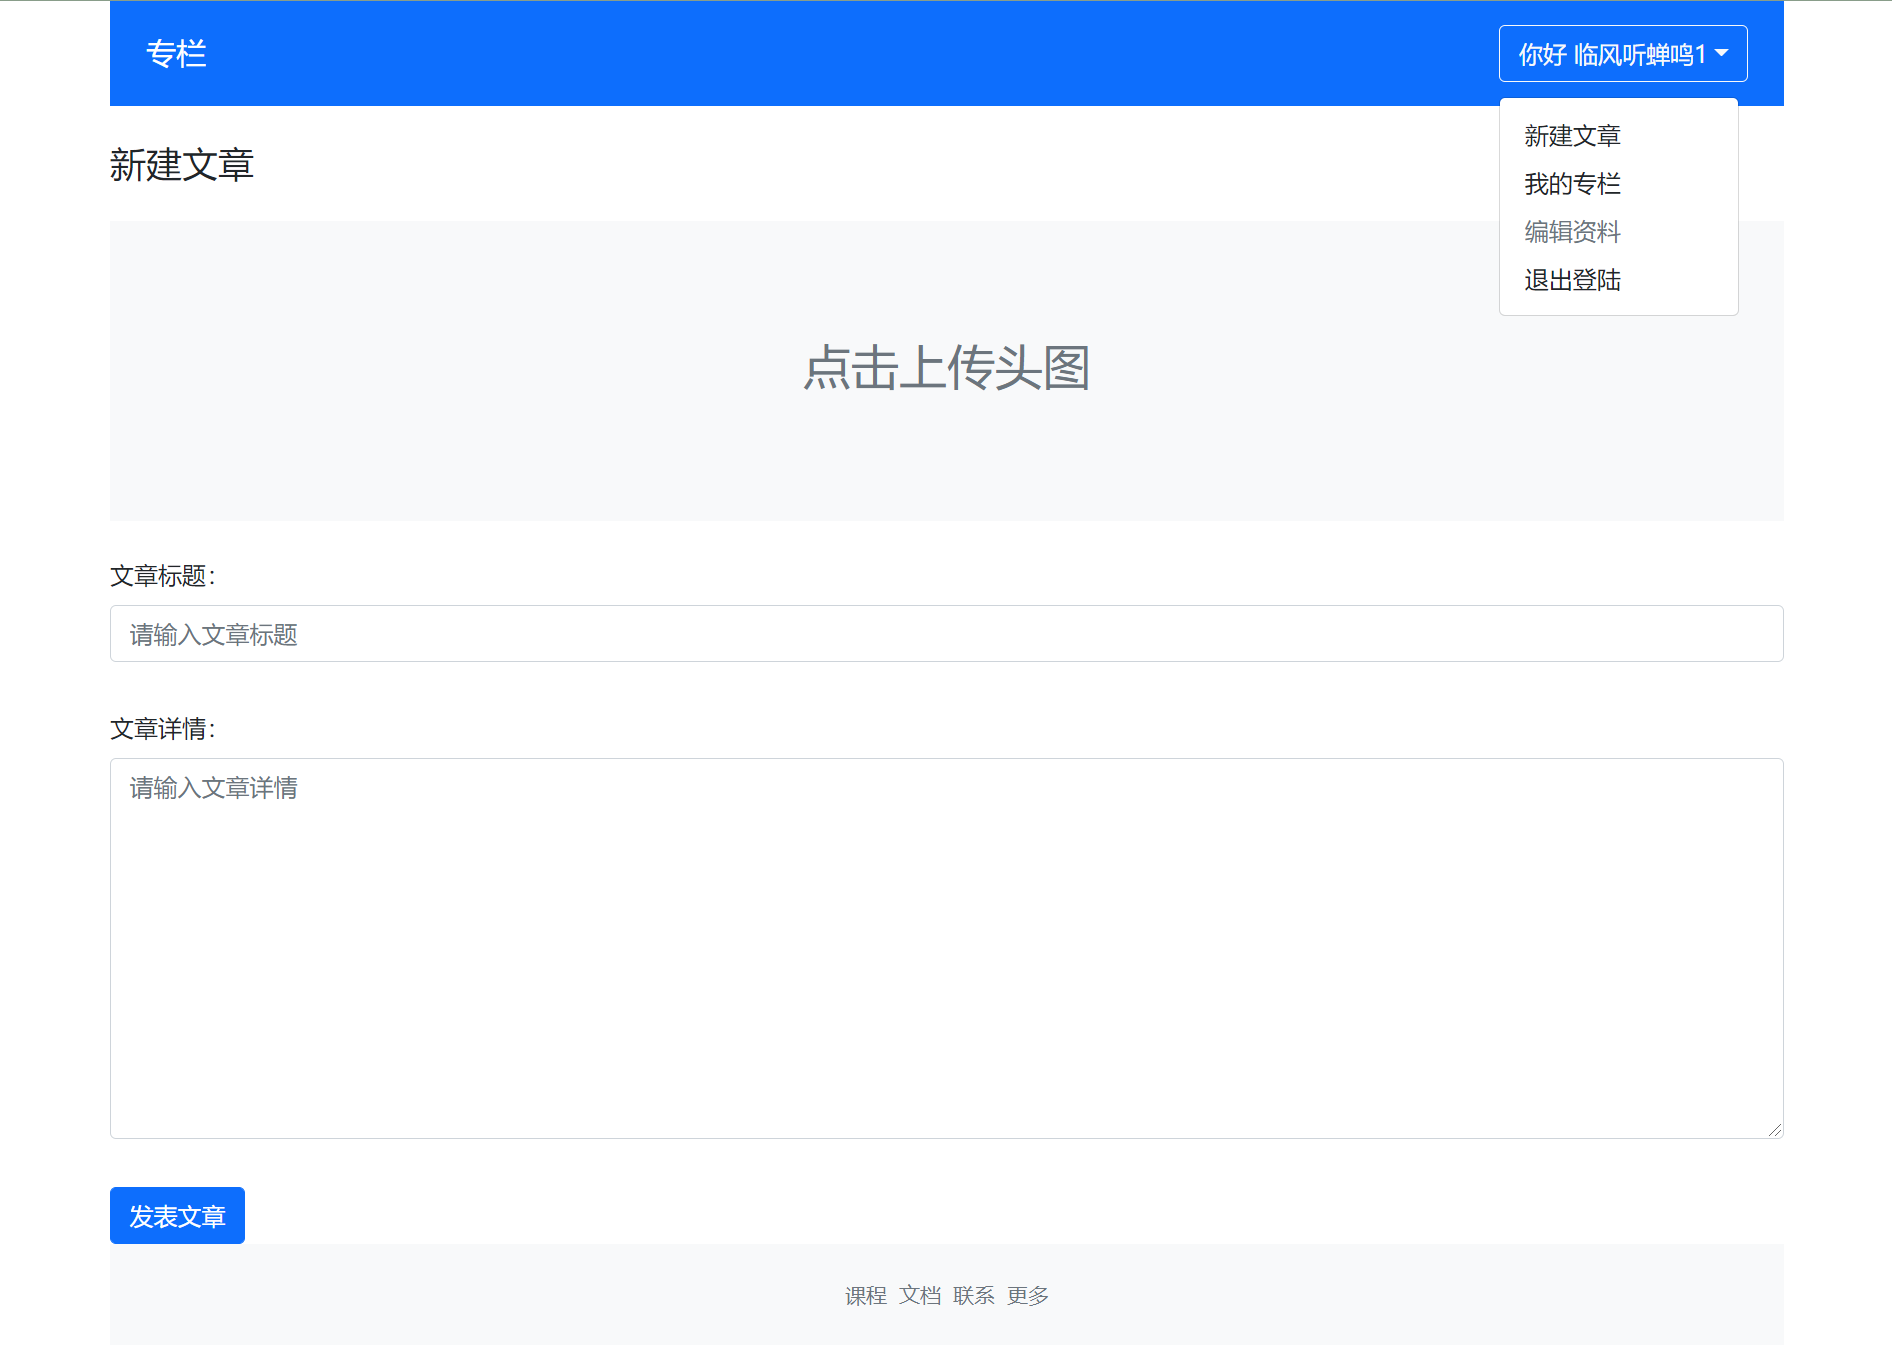 专栏
你好 临风听蝉鸣1
新建文章
我的专栏
编辑资料
退出登陆
新建文章
点击上传头图
文章标题：
请输入文章标题
文章详情：
请输入文章详情
发表文章
课程 文档 联系 更多